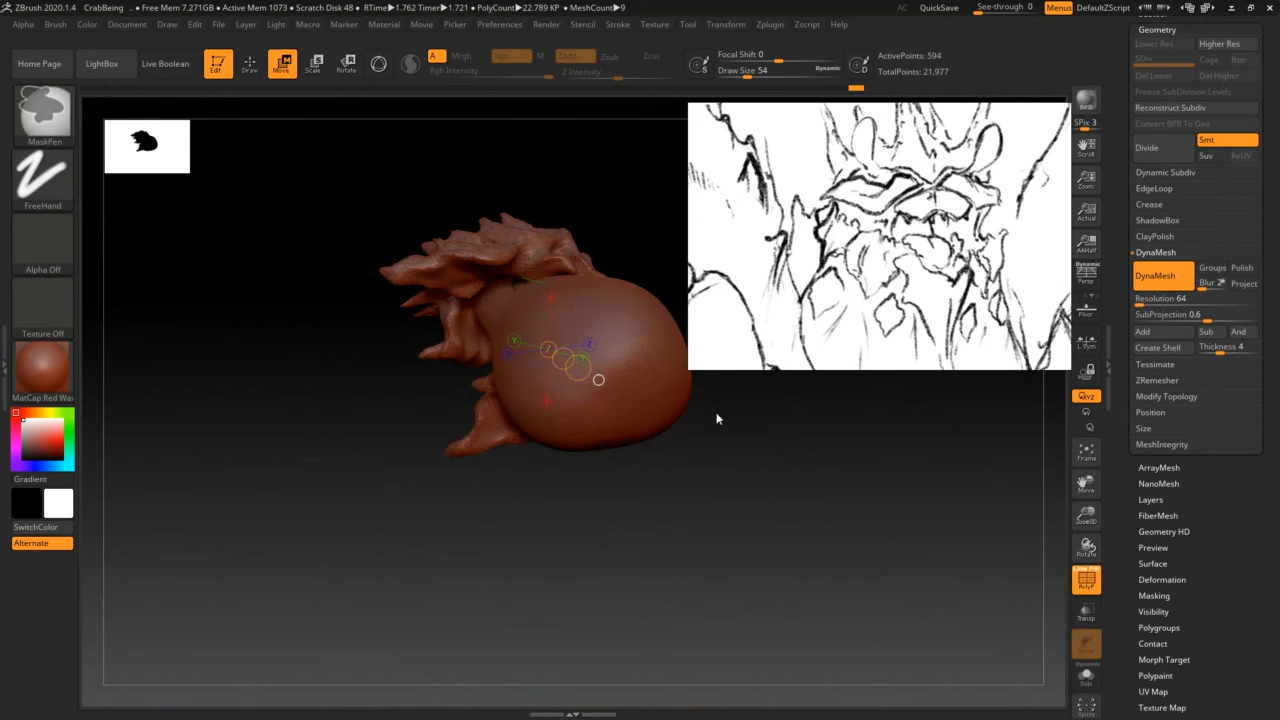 ZBrush 2020.1.4 CrabBeing .. • Free Mem 7.271GB • Active Mem 1073 • Scratch Disk 48 • RTime▶1.762 Timer▶1.721 • PolyCount▶22.789 KP • MeshCount▶9 AC QuickSave See-through 0 Menus DefaultZScript
Alpha Brush Color Document Draw Edit File Layer Light Macro Marker Material Movie Picker Preferences Render Stencil Stroke Texture Tool Transform Zplugin Zscript Help
Home Page LightBox Live Boolean Edit Draw Move Scale Rotate
A Mrgb Rgb M Zadd Zsub Zcut
Rgb Intensity Z Intensity
Focal Shift 0
Draw Size 54 Dynamic
ActivePoints: 594
TotalPoints: 21,977
MaskPen
FreeHand
Alpha Off
Texture Off
MatCap Red Wax
Gradient
SwitchColor
Alternate
Y
Z
BPR
SPix 3
Scroll
Zoom
Actual
AAHalf
Dynamic
Persp
Floor
L.Sym
XYZ
Frame
Move
Zoom3D
Rotate
Line Fill
PolyF
Transp
Dynamic
Solo
Xpose
Geometry
Lower Res Higher Res
SDiv Cage Rstr
Del Lower Del Higher
Freeze SubDivision Levels
Reconstruct Subdiv
Convert BPR To Geo
Divide Smt
Suv ReUV
Dynamic Subdiv
EdgeLoop
Crease
ShadowBox
ClayPolish
DynaMesh
DynaMesh Groups Polish
Blur 2 Project
Resolution 64
SubProjection 0.6
Add Sub And
Create Shell Thickness 4
Tessimate
ZRemesher
Modify Topology
Position
Size
MeshIntegrity
ArrayMesh
NanoMesh
Layers
FiberMesh
Geometry HD
Preview
Surface
Deformation
Masking
Visibility
Polygroups
Contact
Morph Target
Polypaint
UV Map
Texture Map